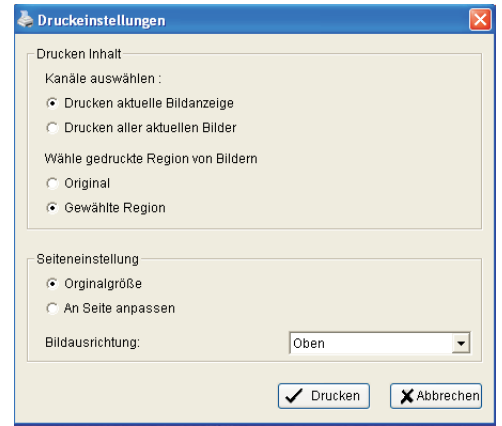 Druckeinstellungen
Drucken Inhalt
Kanäle auswählen :
Drucken aktuelle Bildanzeige
Drucken aller aktuellen Bilder
Wähle gedruckte Region von Bildern
Original
Gewählte Region
Seiteneinstellung
Orginalgröße
An Seite anpassen
Bildausrichtung: Oben
Drucken Abbrechen